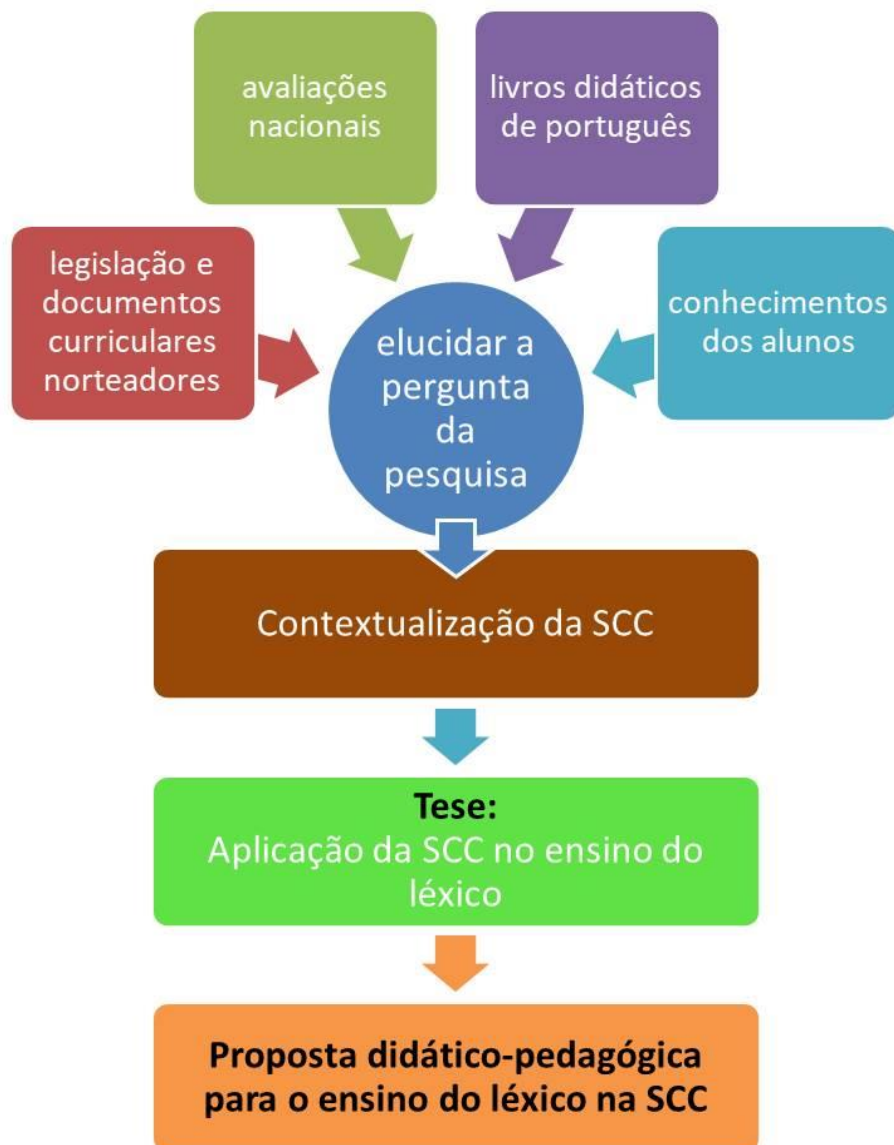 avaliações
nacionais
livros didáticos
de português
legislação e
documentos
curriculares
norteadores
elucidar a
pergunta
da
pesquisa
conhecimentos
dos alunos
Contextualização da SCC
Tese:
Aplicação da SCC no ensino do
léxico
Proposta didático-pedagógica
para o ensino do léxico na SCC